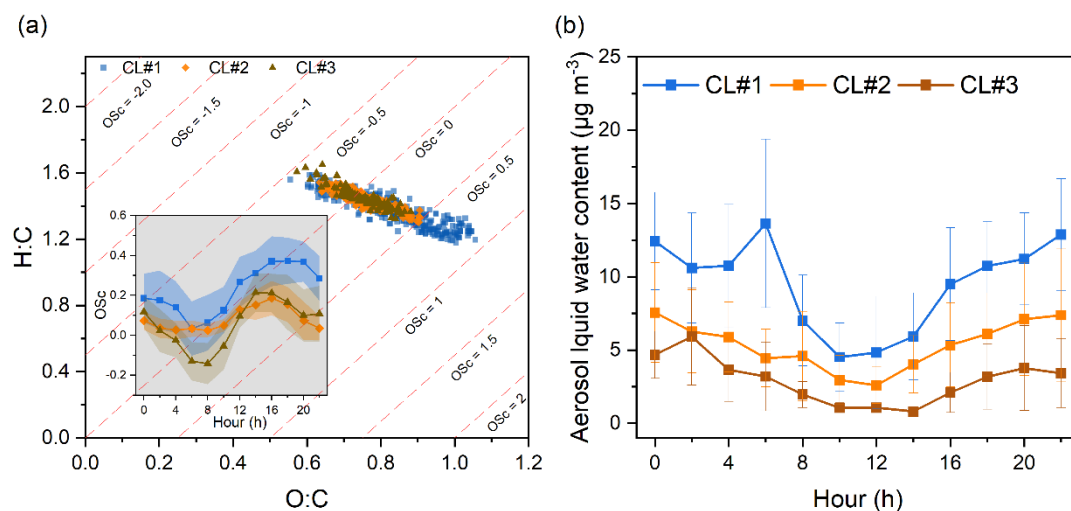 (a)
CL#1 CL#2 CL#3
H:C
2.0
1.6
1.2
0.8
0.4
0.0
OSc = -2.0
OSc = -1.5
OSc = -1
OSc = -0.5
OSc = 0
OSc = 0.5
OSc = 1
OSc = 1.5
OSc = 2
OSc
0.6
0.4
0.2
0.0
-0.2
0 4 8 12 16 20
Hour (h)
0.0 0.2 0.4 0.6 0.8 1.0 1.2
O:C
(b)
CL#1 CL#2 CL#3
Aerosol lquid water content (μg m-3)
25
20
15
10
5
0
0 4 8 12 16 20
Hour (h)